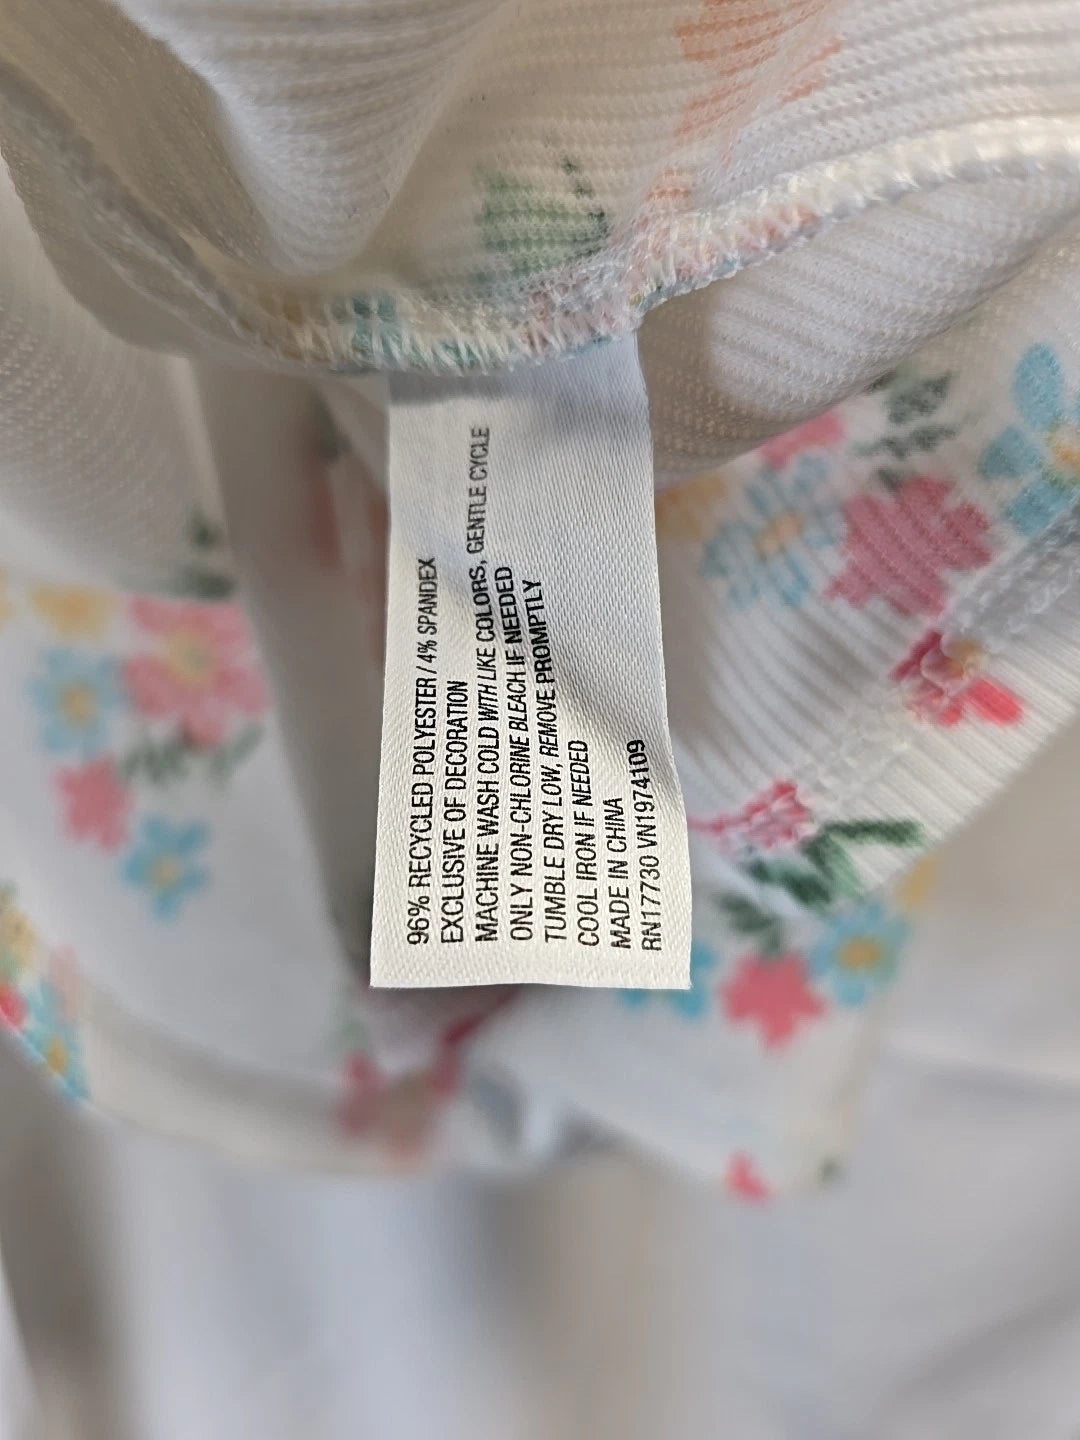 96% RECYCLED POLYESTER / 4% SPANDEX
EXCLUSIVE OF DECORATION
MACHINE WASH COLD WITH LIKE COLORS, GENTLE CYCLE
ONLY NON-CHLORINE BLEACH IF NEEDED
TUMBLE DRY LOW, REMOVE PROMPTLY
COOL IRON IF NEEDED
MADE IN CHINA
RN17730 VN1974109